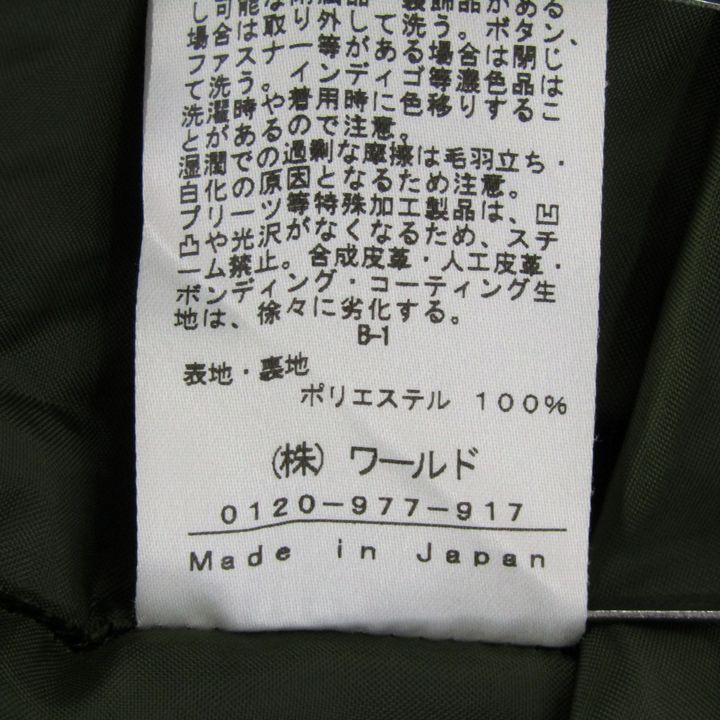 し可能な附属品・装飾品がある
場合は取り外して洗う。ボタン、
ファスナー等がある場合は閉じ
て洗う。インディゴ等濃色品は
洗濯時や着用時に色移りするこ
とがあるので注意。
湿潤での過剰な摩擦は毛羽立ち・
白化の原因となるため注意。
プリーツ等特殊加工製品は、凹
凸や光沢がなくなるため、スチ
ーム禁止。合成皮革・人工皮革・
ボンディング・コーティング生
地は、徐々に劣化する。
B-1
表地・裏地
ポリエステル 100%
(株) ワールド
0120-977-917
Made in Japan